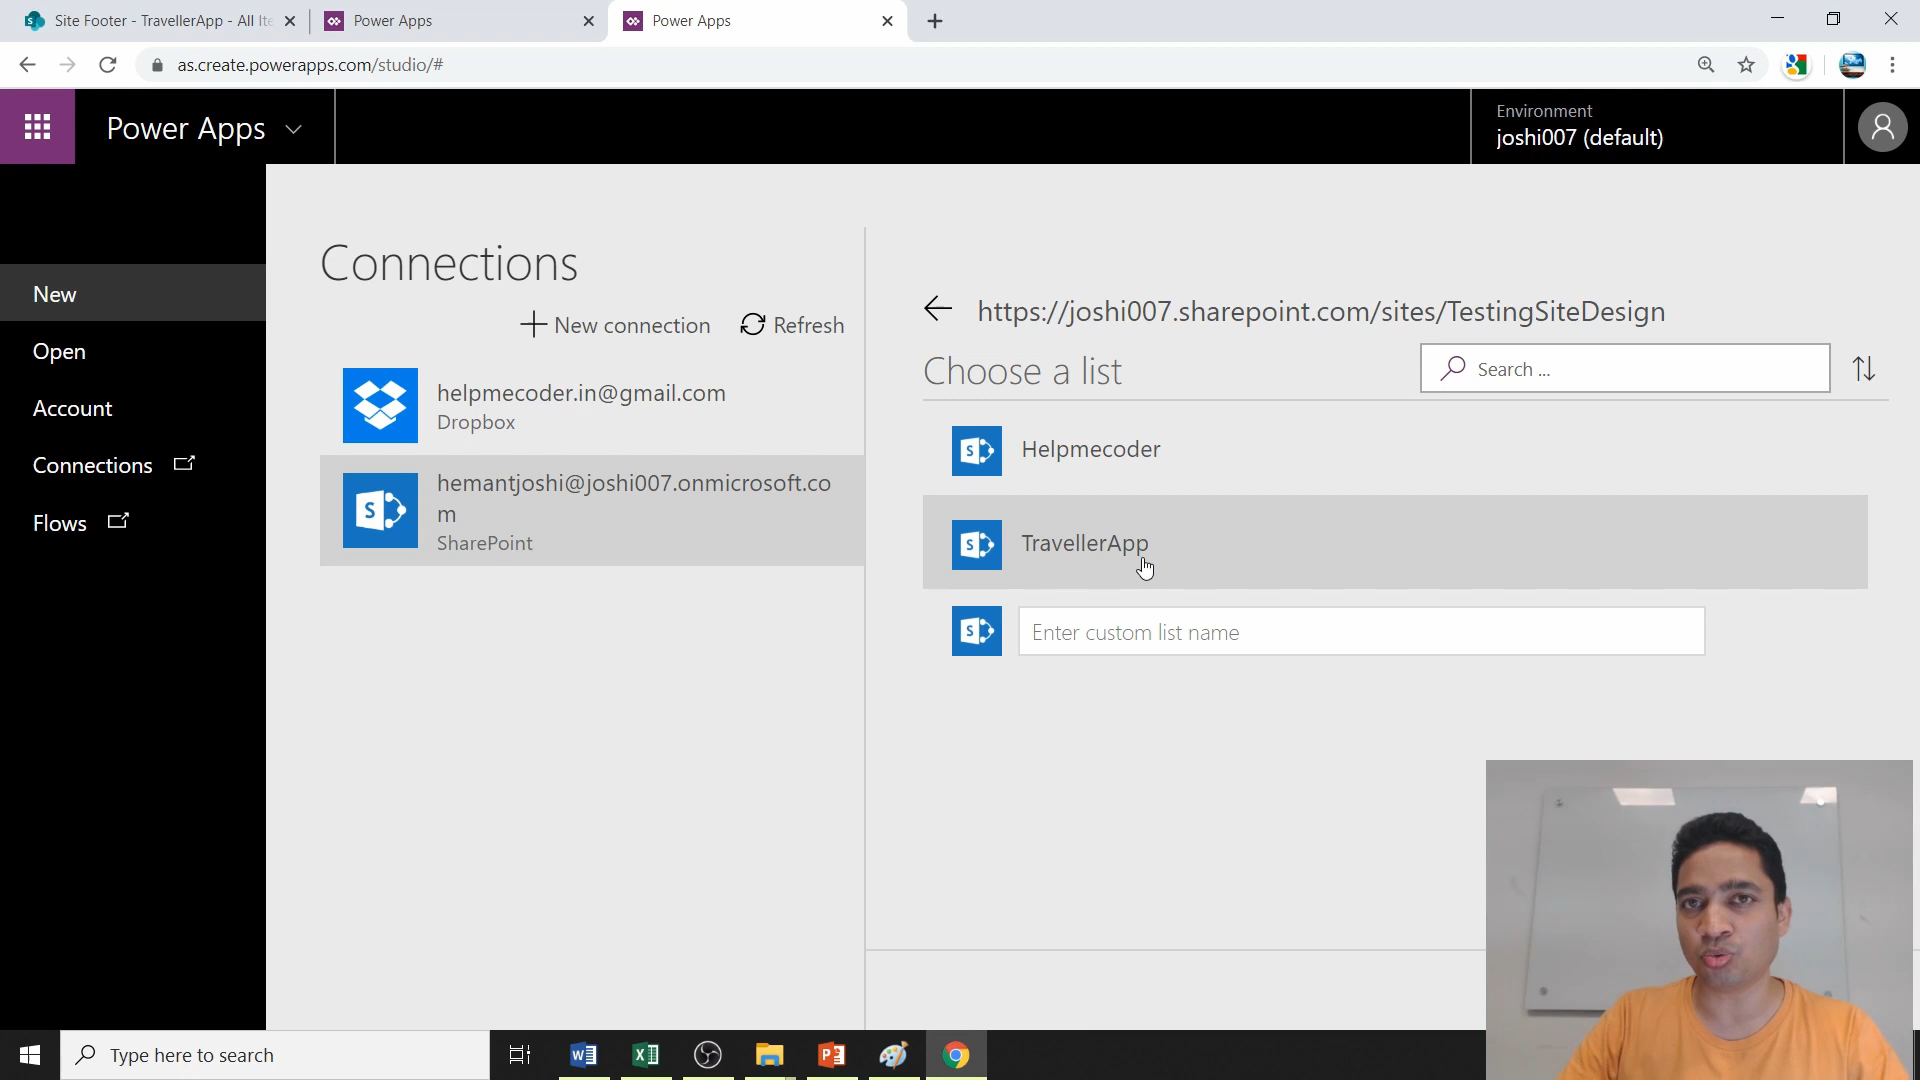 Site Footer - TravellerApp - All Ite
Power Apps
Power Apps
as.create.powerapps.com/studio/#
Power Apps
Environment
joshi007 (default)
New
Open
Account
Connections
Flows
Connections
New connection
Refresh
helpmecoder.in@gmail.com
Dropbox
hemantjoshi@joshi007.onmicrosoft.co
m
SharePoint
https://joshi007.sharepoint.com/sites/TestingSiteDesign
Choose a list
Search ...
Helpmecoder
TravellerApp
Enter custom list name
Type here to search